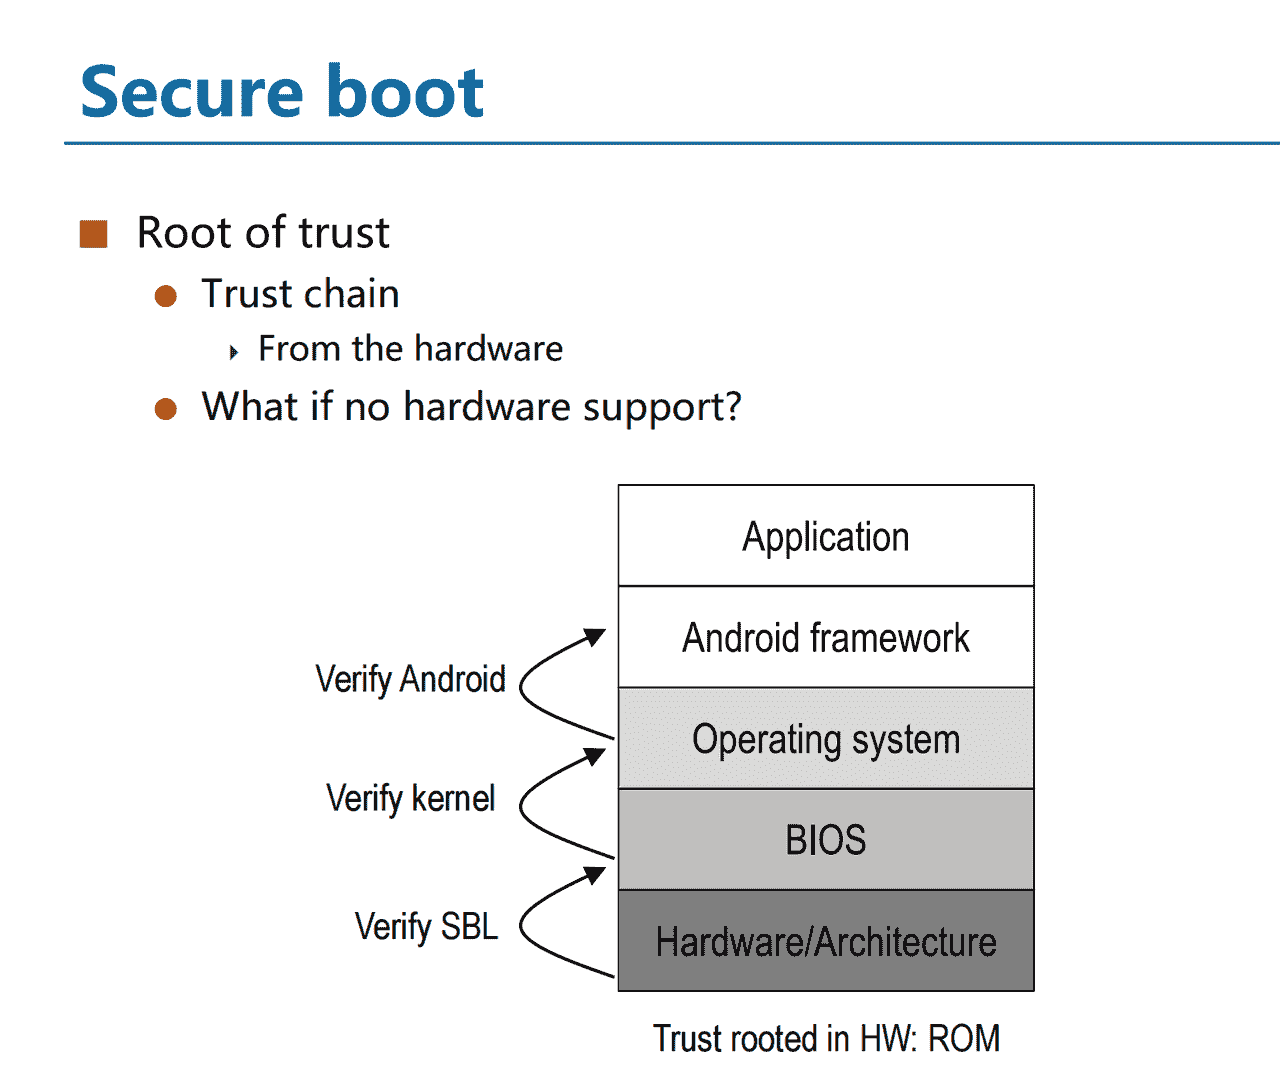 Secure boot
Root of trust
Trust chain
From the hardware
What if no hardware support?
Application
Android framework
Verify Android
Operating system
Verify kernel
BIOS
Verify SBL
Hardware/Architecture
Trust rooted in HW: ROM